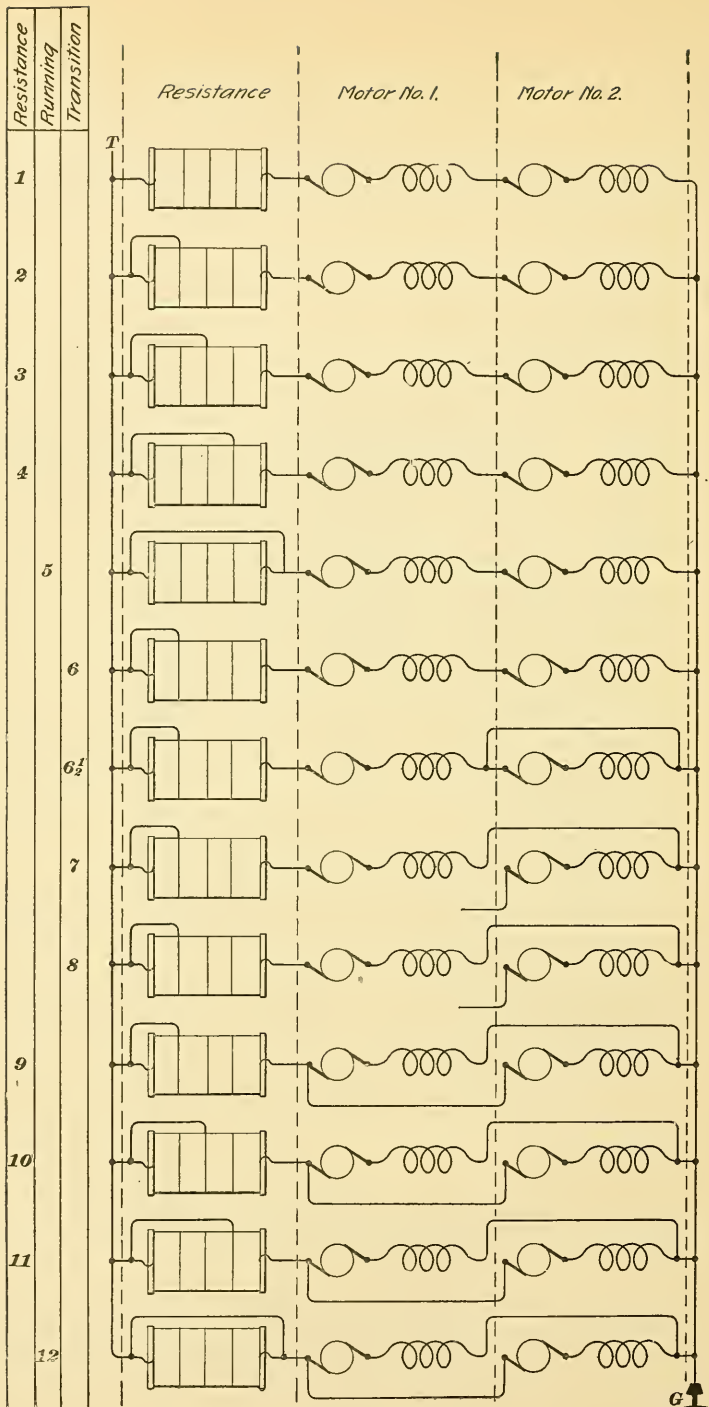 Resistance
Running
Transition
Resistance
Motor No. 1.
Motor No. 2.
T
1
2
3
4
5
6
6½
7
8
9
10
11
12
G